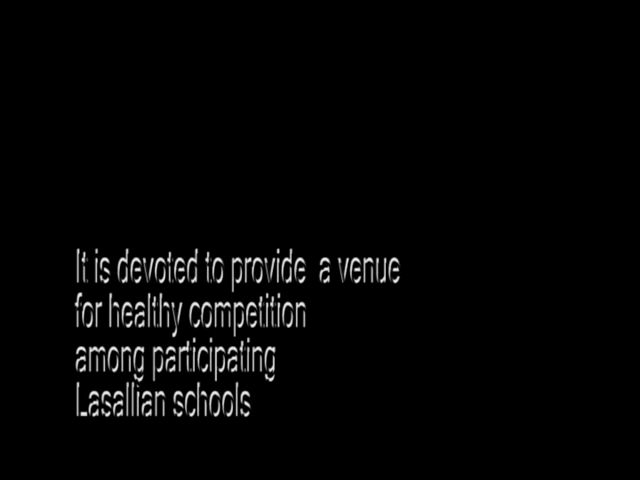 It is devoted to provide  a venue
for healthy competition
among participating
Lasallian schools